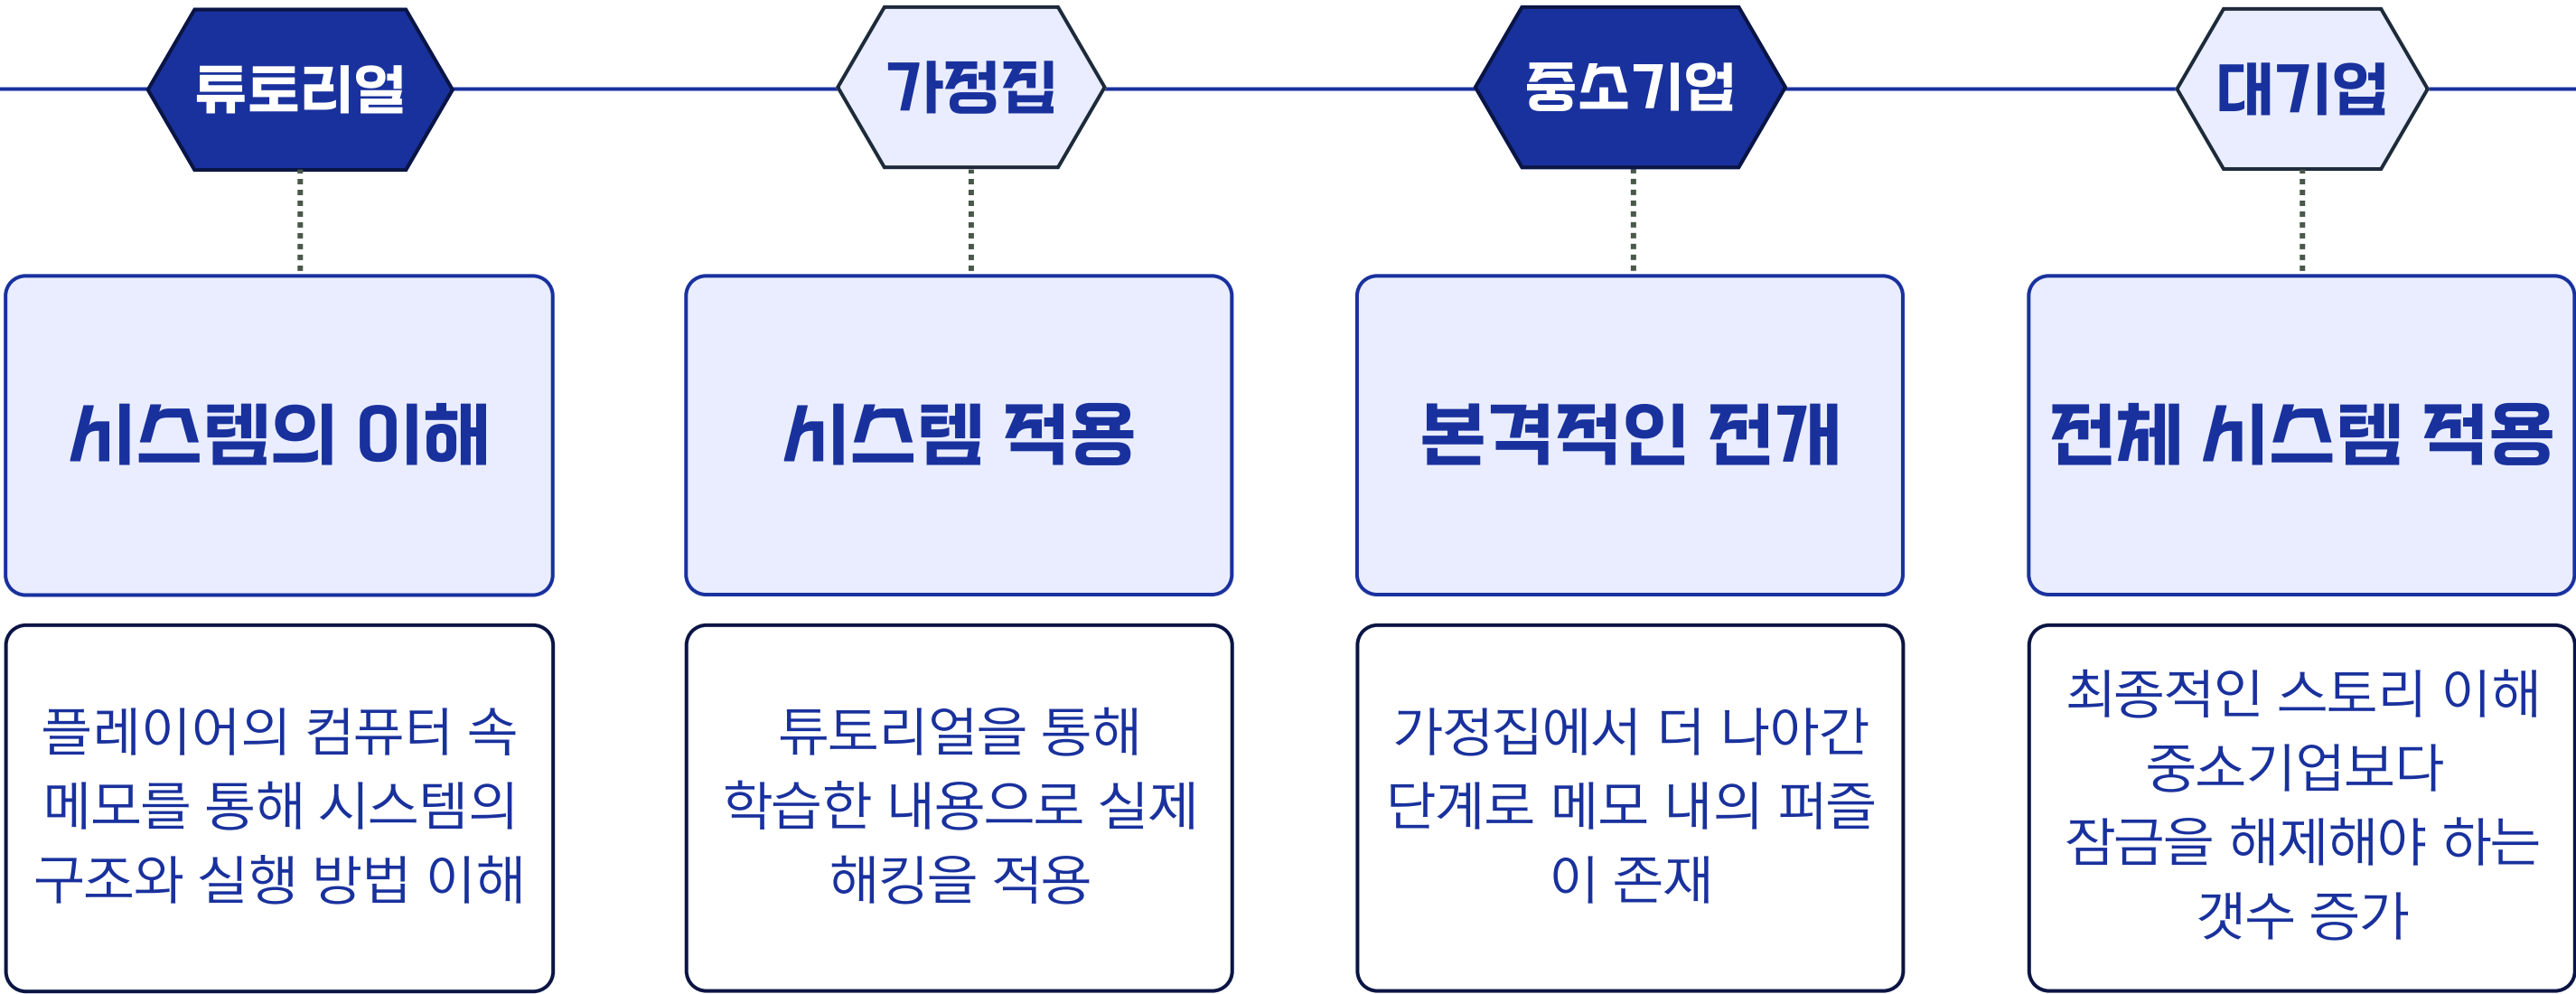 튜토리얼
가정집
중소기업
대기업
시스템의 이해
시스템 적용
본격적인 전개
전체 시스템 적용
플레이어의 컴퓨터 속
메모를 통해 시스템의
구조와 실행 방법 이해
튜토리얼을 통해
학습한 내용으로 실제
해킹을 적용
가정집에서 더 나아간
단계로 메모 내의 퍼즐
이 존재
최종적인 스토리 이해
중소기업보다
잠금을 해제해야 하는
갯수 증가